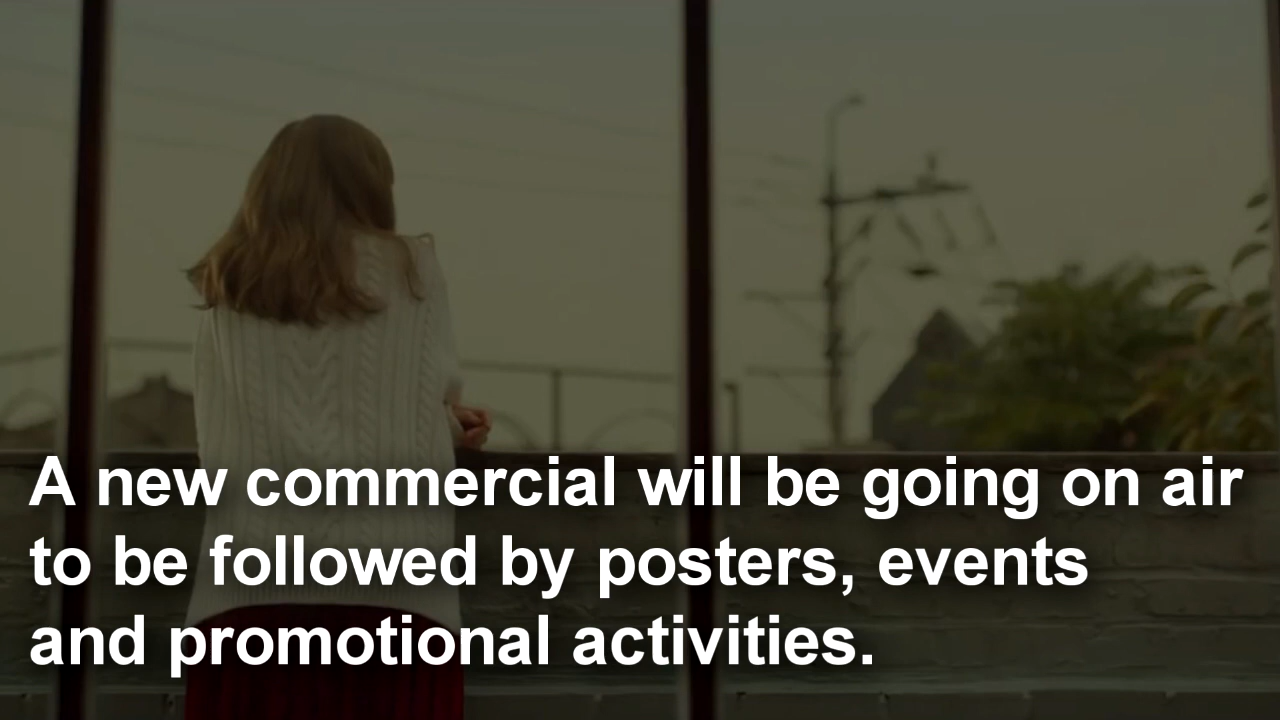 A new commercial will be going on air
to be followed by posters, events
and promotional activities.